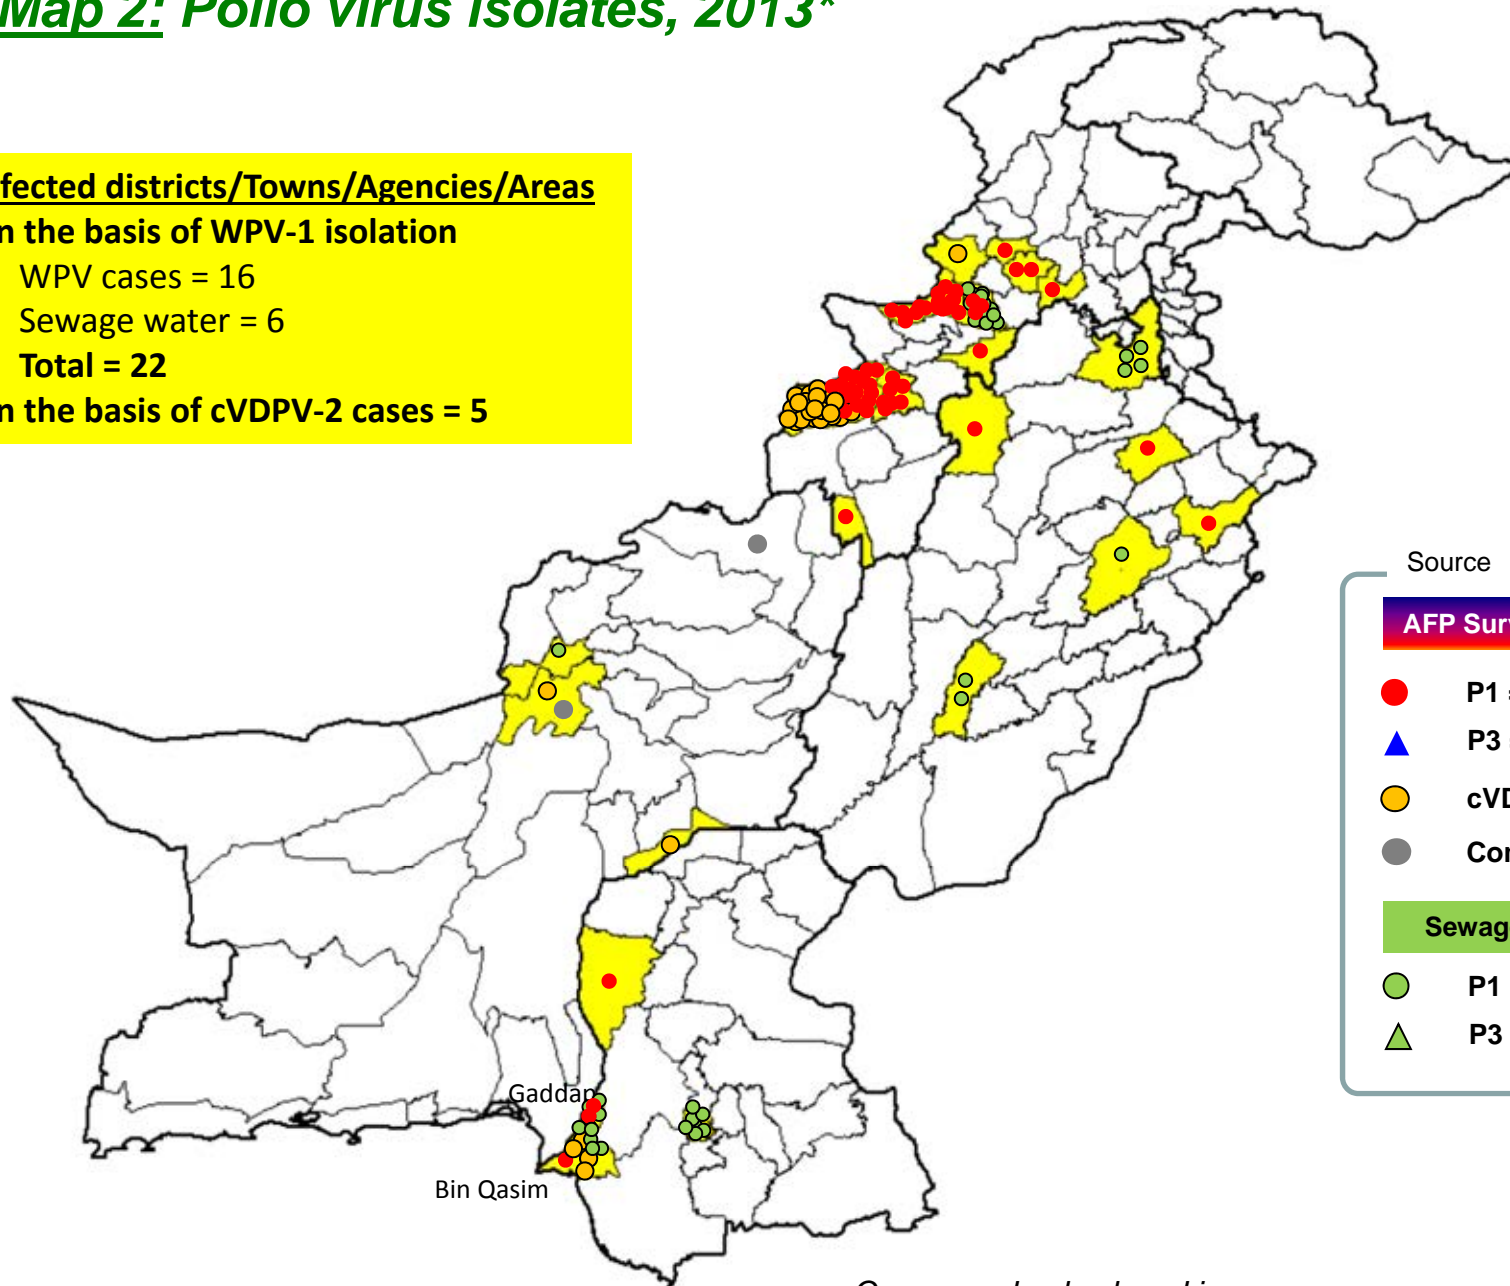 Map 2: Polio Virus Isolates, 2013*
fected districts/Towns/Agencies/Areas
n the basis of WPV-1 isolation
WPV cases = 16
Sewage water = 6
Total = 22
n the basis of cVDPV-2 cases = 5
Source
AFP Sur
P1
P3
cVD
Co
Sewag
P1
P3
Gaddap
Bin Qasim